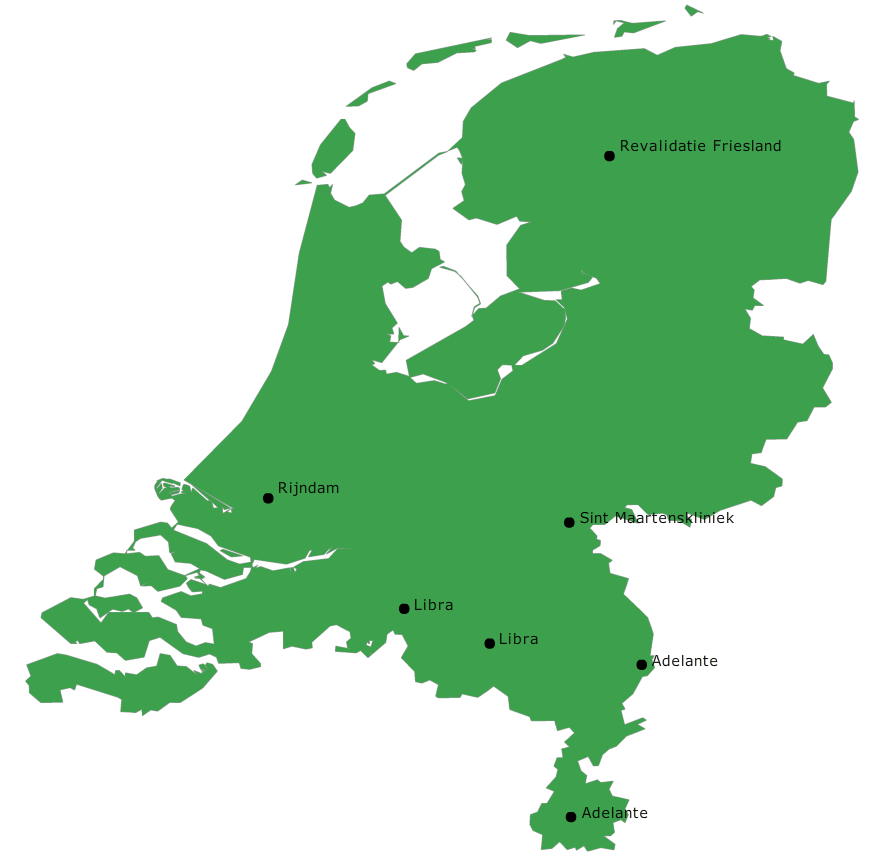 Revalidatie Friesland
Rijndam
Sint Maartenskliniek
Libra
Libra
Adelante
Adelante